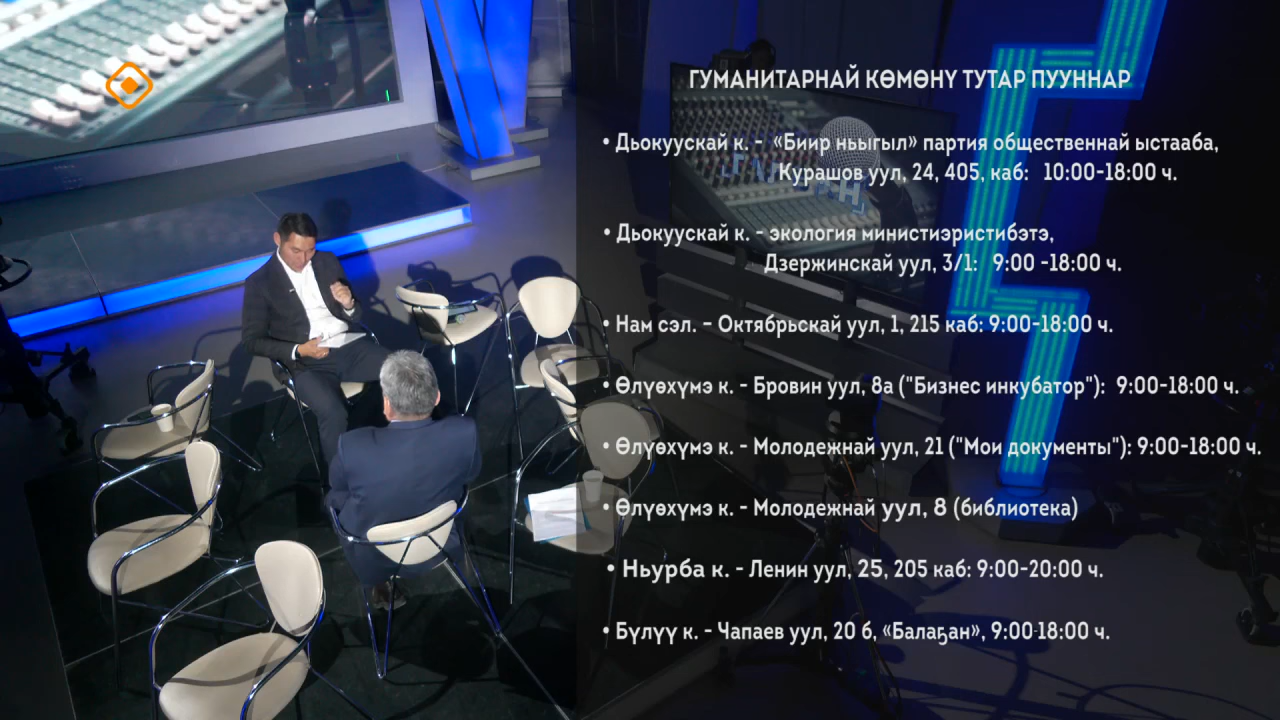 ГУМАНИТАРНАЙ КӨМӨНҮ ТУТАР ПУУННАР
• Дьокуускай к. - «Биир ньыгыл» партия общественнай ыстааба,
Курашов уул, 24, 405, каб: 10:00-18:00 ч.
• Дьокуускай к. - экология министиэристибэтэ,
Дзержинскай уул, 3/1: 9:00 -18:00 ч.
• Нам сэл. - Октябрьскай уул, 1, 215 каб: 9:00-18:00 ч.
• Өлүөхүмэ к. - Бровин уул, 8а ("Бизнес инкубатор"): 9:00-18:00 ч.
• Өлүөхүмэ к. - Молодежнай уул, 21 ("Мои документы"): 9:00-18:00 ч.
• Өлүөхүмэ к. - Молодежнай уул, 8 (библиотека)
• Ньурба к. - Ленин уул, 25, 205 каб: 9:00-20:00 ч.
• Бүлүү к. - Чапаев уул, 20 б, «Балаҕан», 9:00-18:00 ч.